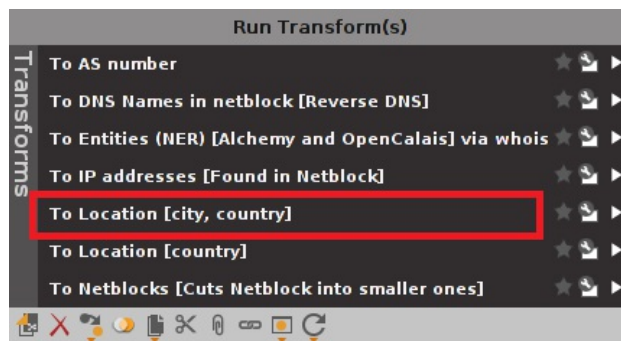 Run Transform(s)
Transforms
To AS number
To DNS Names in netblock [Reverse DNS]
To Entities (NER) [Alchemy and OpenCalais] via whois
To IP addresses [Found in Netblock]
To Location [city, country]
To Location [country]
To Netblocks [Cuts Netblock into smaller ones]